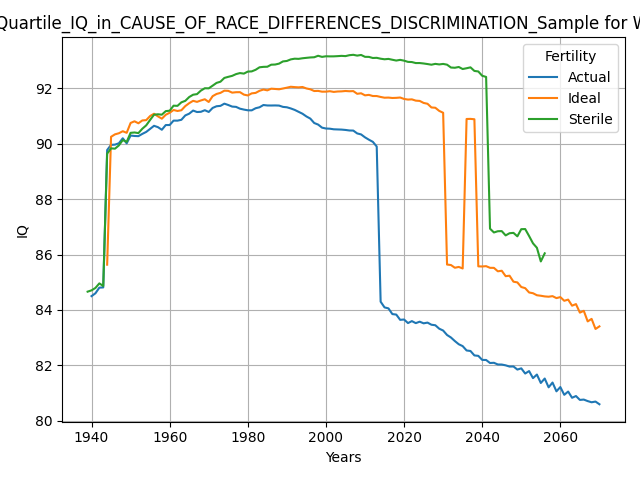 Quartile_IQ_in_CAUSE_OF_RACE_DIFFERENCES_DISCRIMINATION_Sample for
Fertility
Actual
Ideal
Sterile
IQ
92
90
88
86
84
82
80
1940 1960 1980 2000 2020 2040 2060
Years